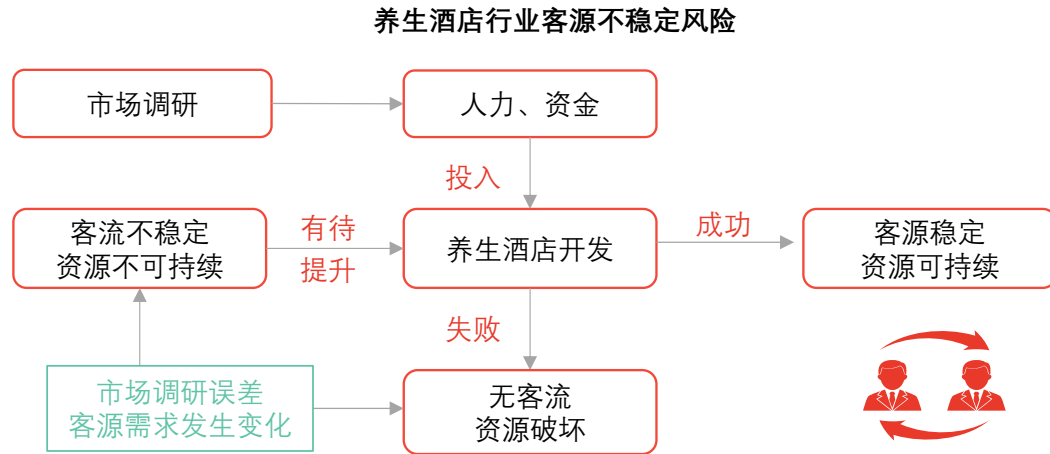 养生酒店行业客源不稳定风险
市场调研
人力、资金
投入
客流不稳定
资源不可持续
有待
提升
养生酒店开发
成功
客源稳定
资源可持续
失败
市场调研误差
客源需求发生变化
无客流
资源破坏